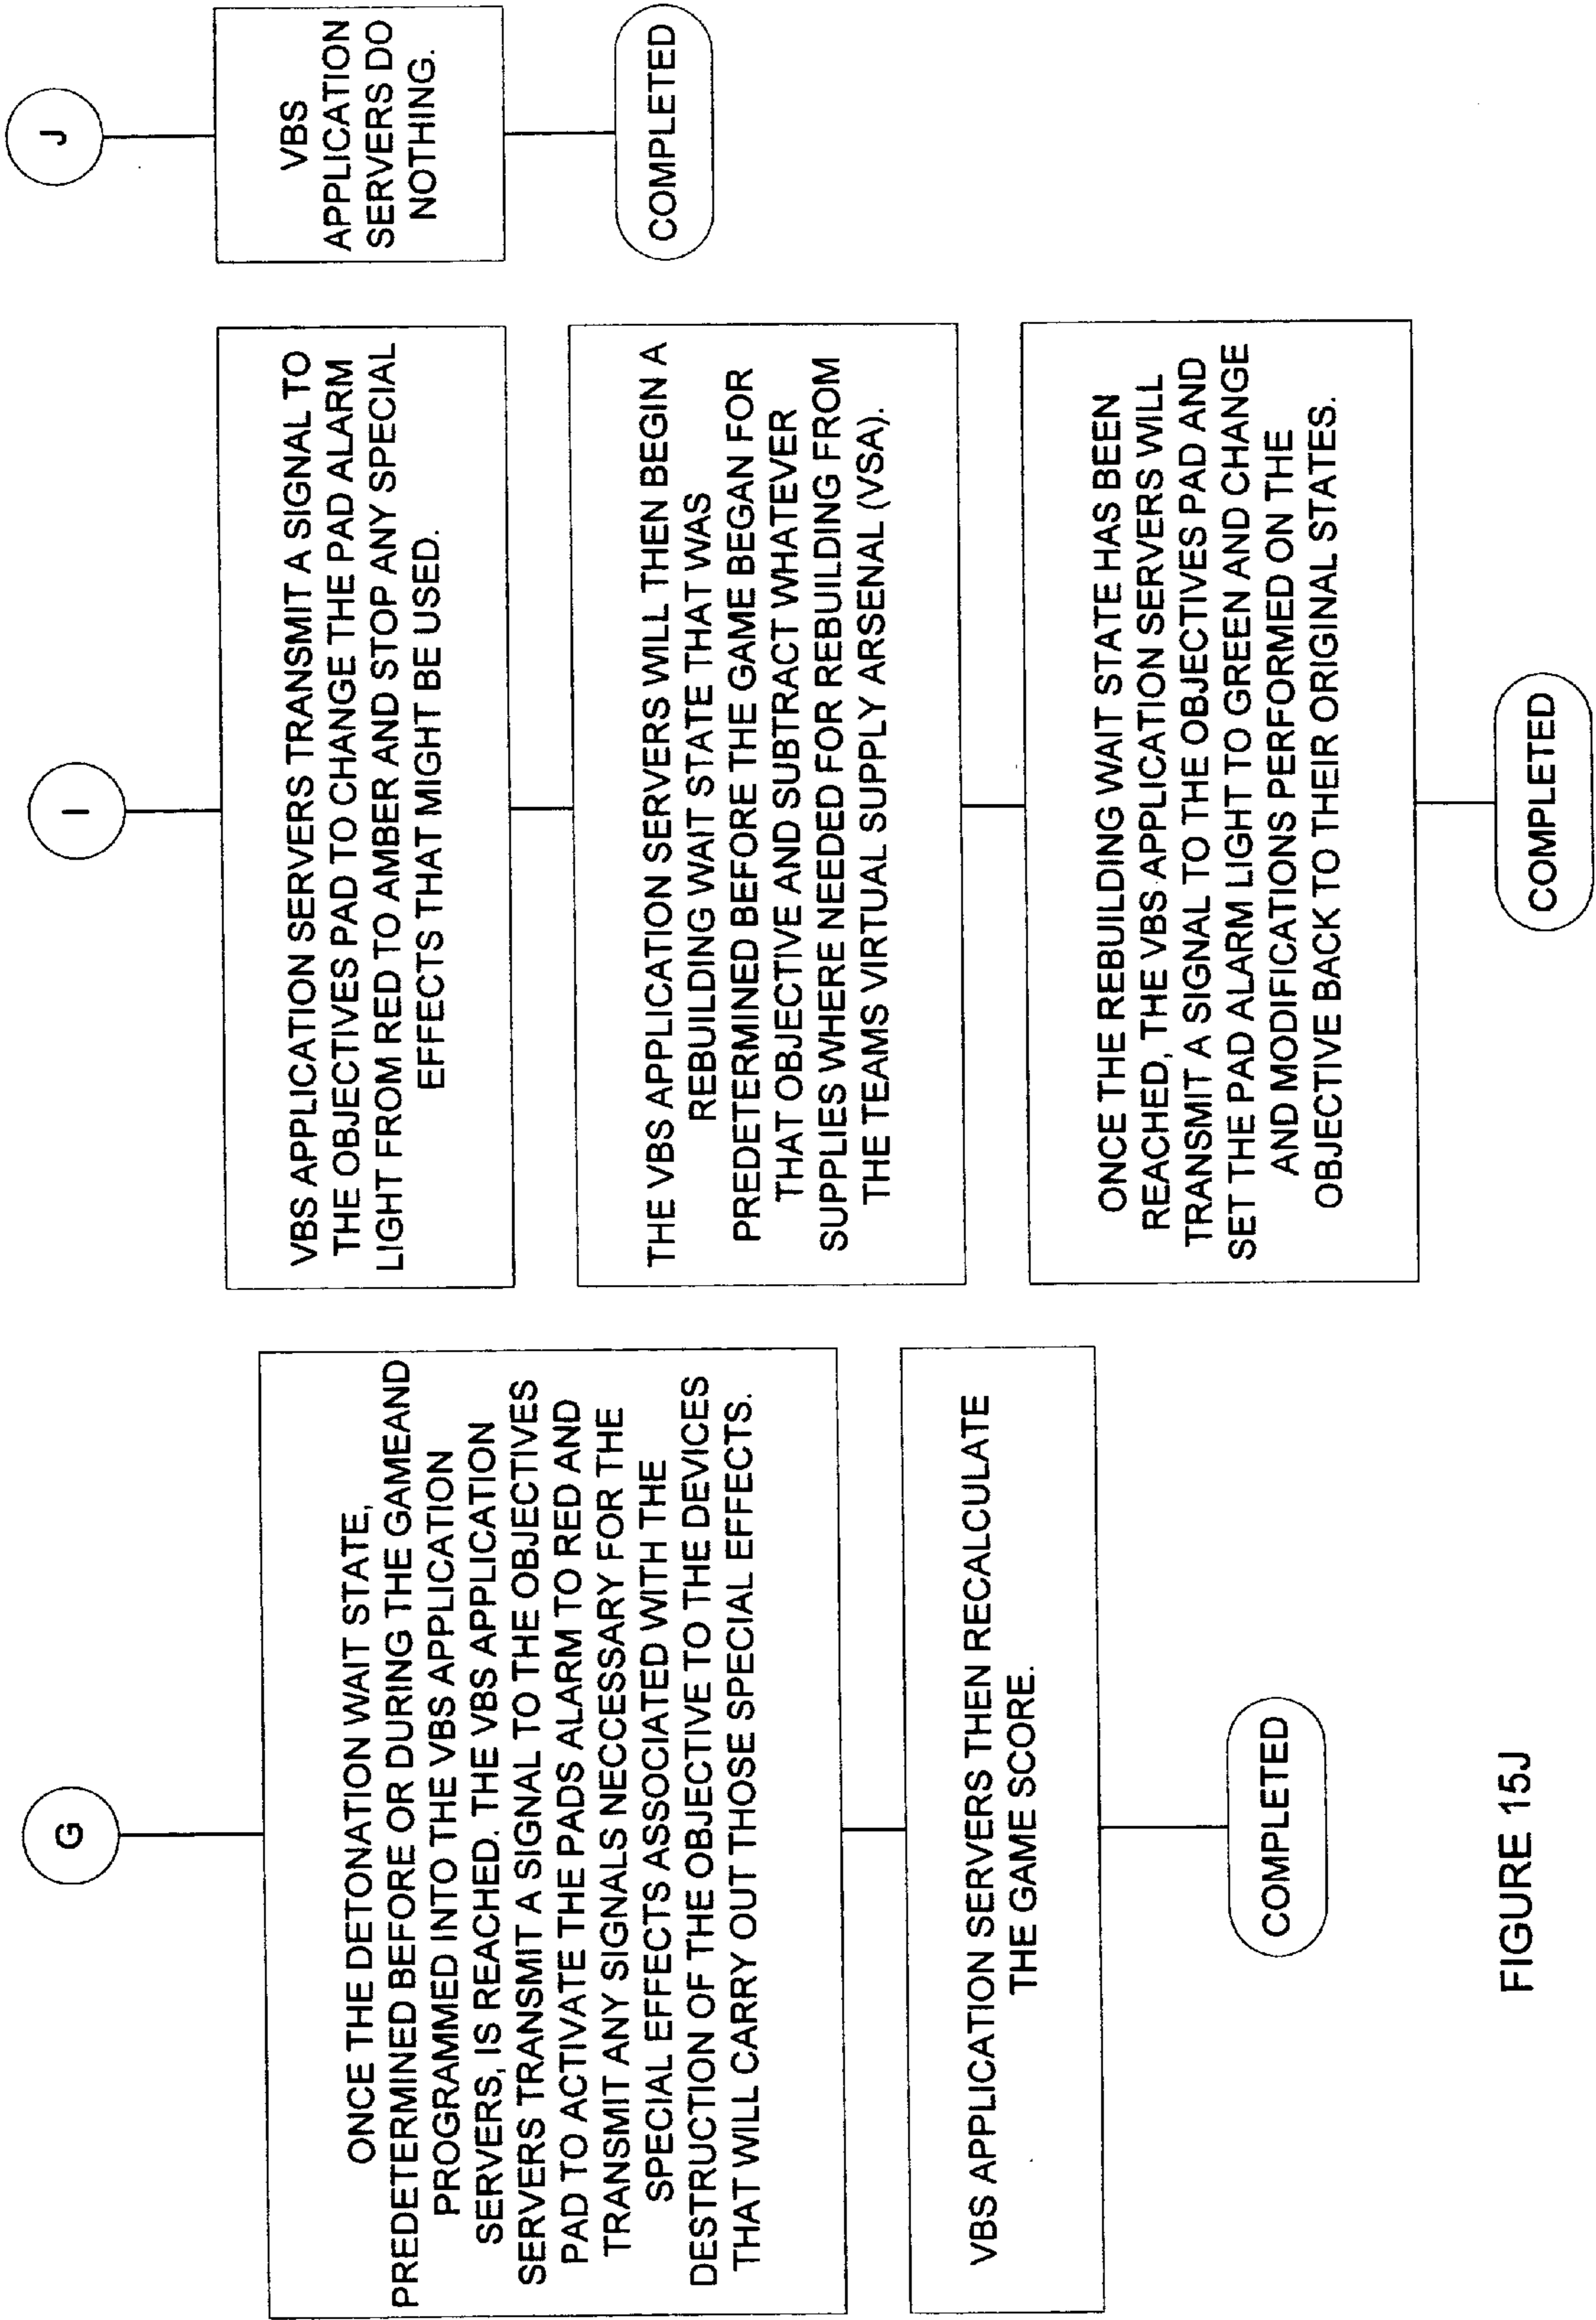 G
ONCE THE DETONATION WAIT STATE,
PREDETERMINED BEFORE OR DURING THE GAMEAND
PROGRAMMED INTO THE VBS APPLICATION
SERVERS, IS REACHED. THE VBS APPLICATION
SERVERS TRANSMIT A SIGNAL TO THE OBJECTIVES
PAD TO ACTIVATE THE PADS ALARM TO RED AND
TRANSMIT ANY SIGNALS NECCESSARY FOR THE
SPECIAL EFFECTS ASSOCIATED WITH THE
DESTRUCTION OF THE OBJECTIVE TO THE DEVICES
THAT WILL CARRY OUT THOSE SPECIAL EFFECTS.
VBS APPLICATION SERVERS THEN RECALCULATE
THE GAME SCORE.
COMPLETED
I
VBS APPLICATION SERVERS TRANSMIT A SIGNAL TO
THE OBJECTIVES PAD TO CHANGE THE PAD ALARM
LIGHT FROM RED TO AMBER AND STOP ANY SPECIAL
EFFECTS THAT MIGHT BE USED.
THE VBS APPLICATION SERVERS WILL THEN BEGIN A
REBUILDING WAIT STATE THAT WAS
PREDETERMINED BEFORE THE GAME BEGAN FOR
THAT OBJECTIVE AND SUBTRACT WHATEVER
SUPPLIES WHERE NEEDED FOR REBUILDING FROM
THE TEAMS VIRTUAL SUPPLY ARSENAL (VSA).
ONCE THE REBUILDING WAIT STATE HAS BEEN
REACHED, THE VBS APPLICATION SERVERS WILL
TRANSMIT A SIGNAL TO THE OBJECTIVES PAD AND
SET THE PAD ALARM LIGHT TO GREEN AND CHANGE
AND MODIFICATIONS PERFORMED ON THE
OBJECTIVE BACK TO THEIR ORIGINAL STATES.
COMPLETED
J
VBS
APPLICATION
SERVERS DO
NOTHING.
COMPLETED
FIGURE 15J